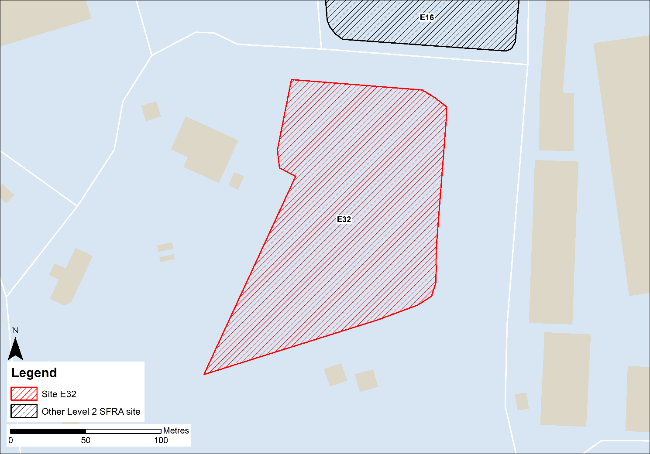 E16
E32
N
Legend
Site E32
Other Level 2 SFRA site
Metres
0 50 100